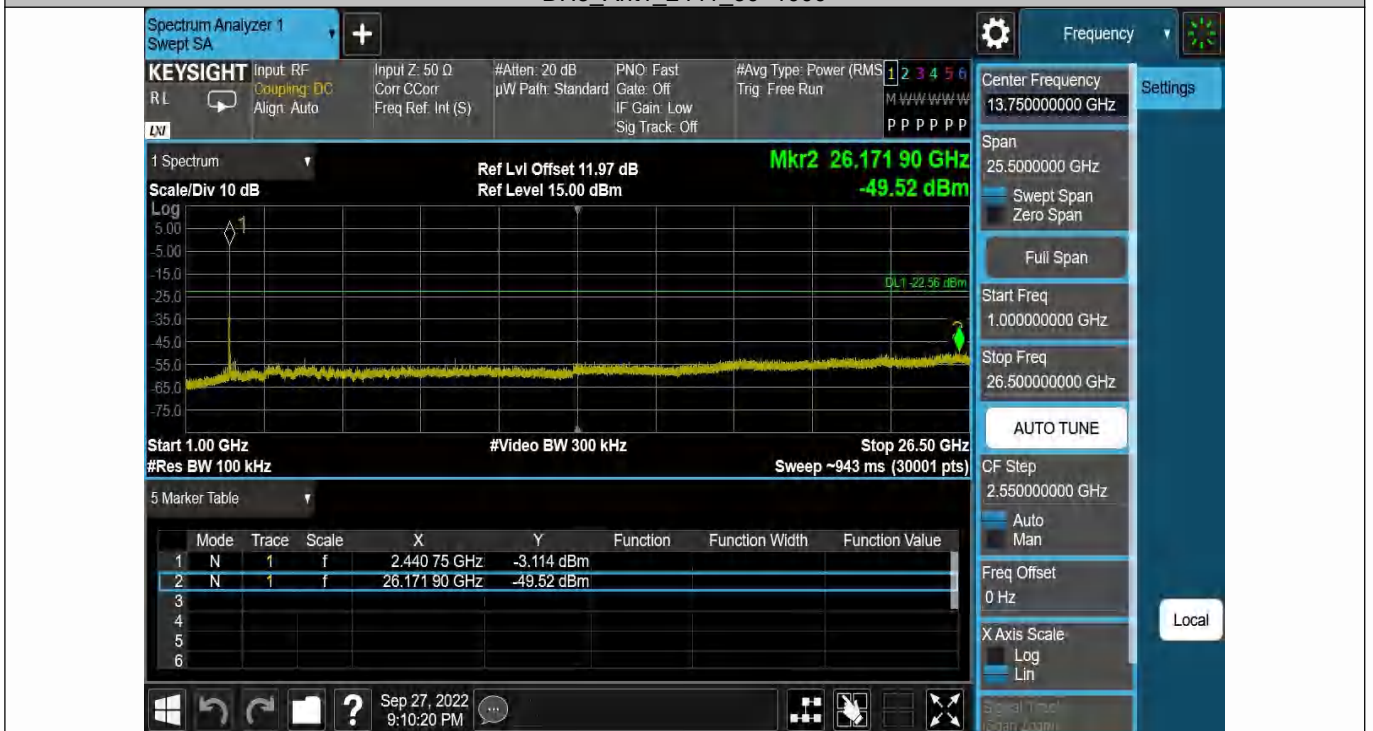 Spectrum Analyzer 1
Swept SA
+
Frequency
KEYSIGHT
RL
LXI
Input: RF
Coupling: DC
Align: Auto
Input Z: 50 Ω
Corr CCorr
Freq Ref: Int (S)
#Atten: 20 dB
µW Path: Standard
PNO: Fast
Gate: Off
IF Gain: Low
Sig Track: Off
#Avg Type: Power (RMS
Trig: Free Run
1 2 3 4 5 6
M W W W W W
P P P P P P
Center Frequency
13.750000000 GHz
Settings
1 Spectrum
Scale/Div 10 dB
Ref Lvl Offset 11.97 dB
Ref Level 15.00 dBm
Mkr2 26.171 90 GHz
-49.52 dBm
Span
25.5000000 GHz
Swept Span
Zero Span
Full Span
Start Freq
1.000000000 GHz
Stop Freq
26.500000000 GHz
AUTO TUNE
CF Step
2.550000000 GHz
Auto
Man
Freq Offset
0 Hz
X Axis Scale
Log
Lin
Local
Log
5.00
-5.00
-15.0
-25.0
-35.0
-45.0
-55.0
-65.0
-75.0
1
DL1 -22.56 dBm
2
Start 1.00 GHz
#Video BW 300 kHz
Stop 26.50 GHz
#Res BW 100 kHz
Sweep ~943 ms (30001 pts)
5 Marker Table
Mode Trace Scale X Y Function Function Width Function Value
1 N 1 f 2.440 75 GHz -3.114 dBm
2 N 1 f 26.171 90 GHz -49.52 dBm
3
4
5
6
?
Sep 27, 2022
9:10:20 PM